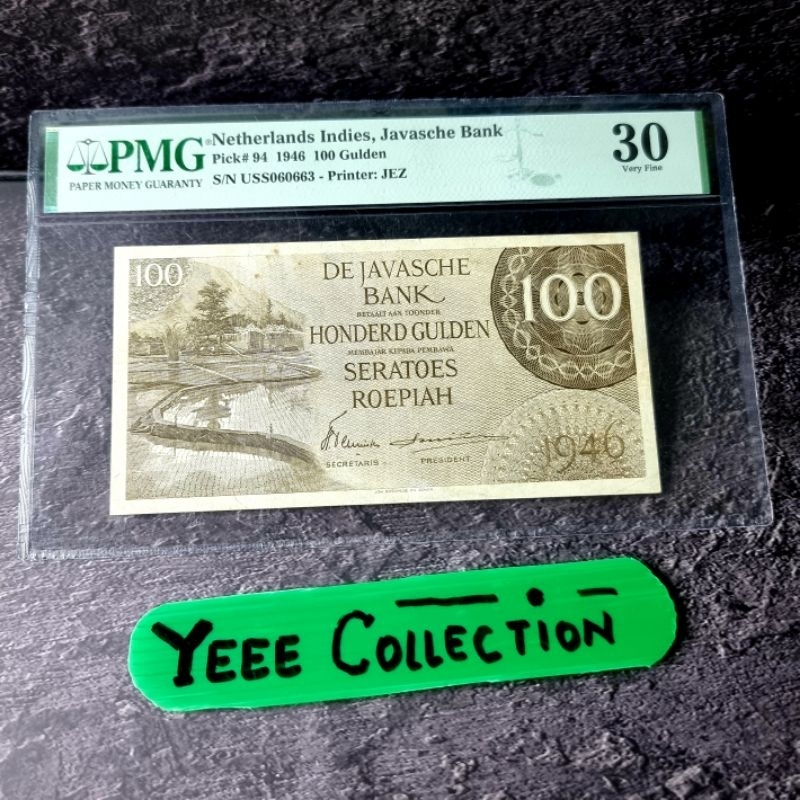 PMG® Netherlands Indies, Javasche Bank
Pick# 94 1946 100 Gulden
PAPER MONEY GUARANTY
S/N USS060663 - Printer: JEZ
30
Very Fine
100
DE JAVASCHE
BANK
BETAALT AAN TOONDER
HONDERD GULDEN
MEMBAJAR KEPADA PEMBAWA
SERATOES
ROEPIAH
100
SECRETARIS
PRESIDENT
1946
YEEE COLLECTION